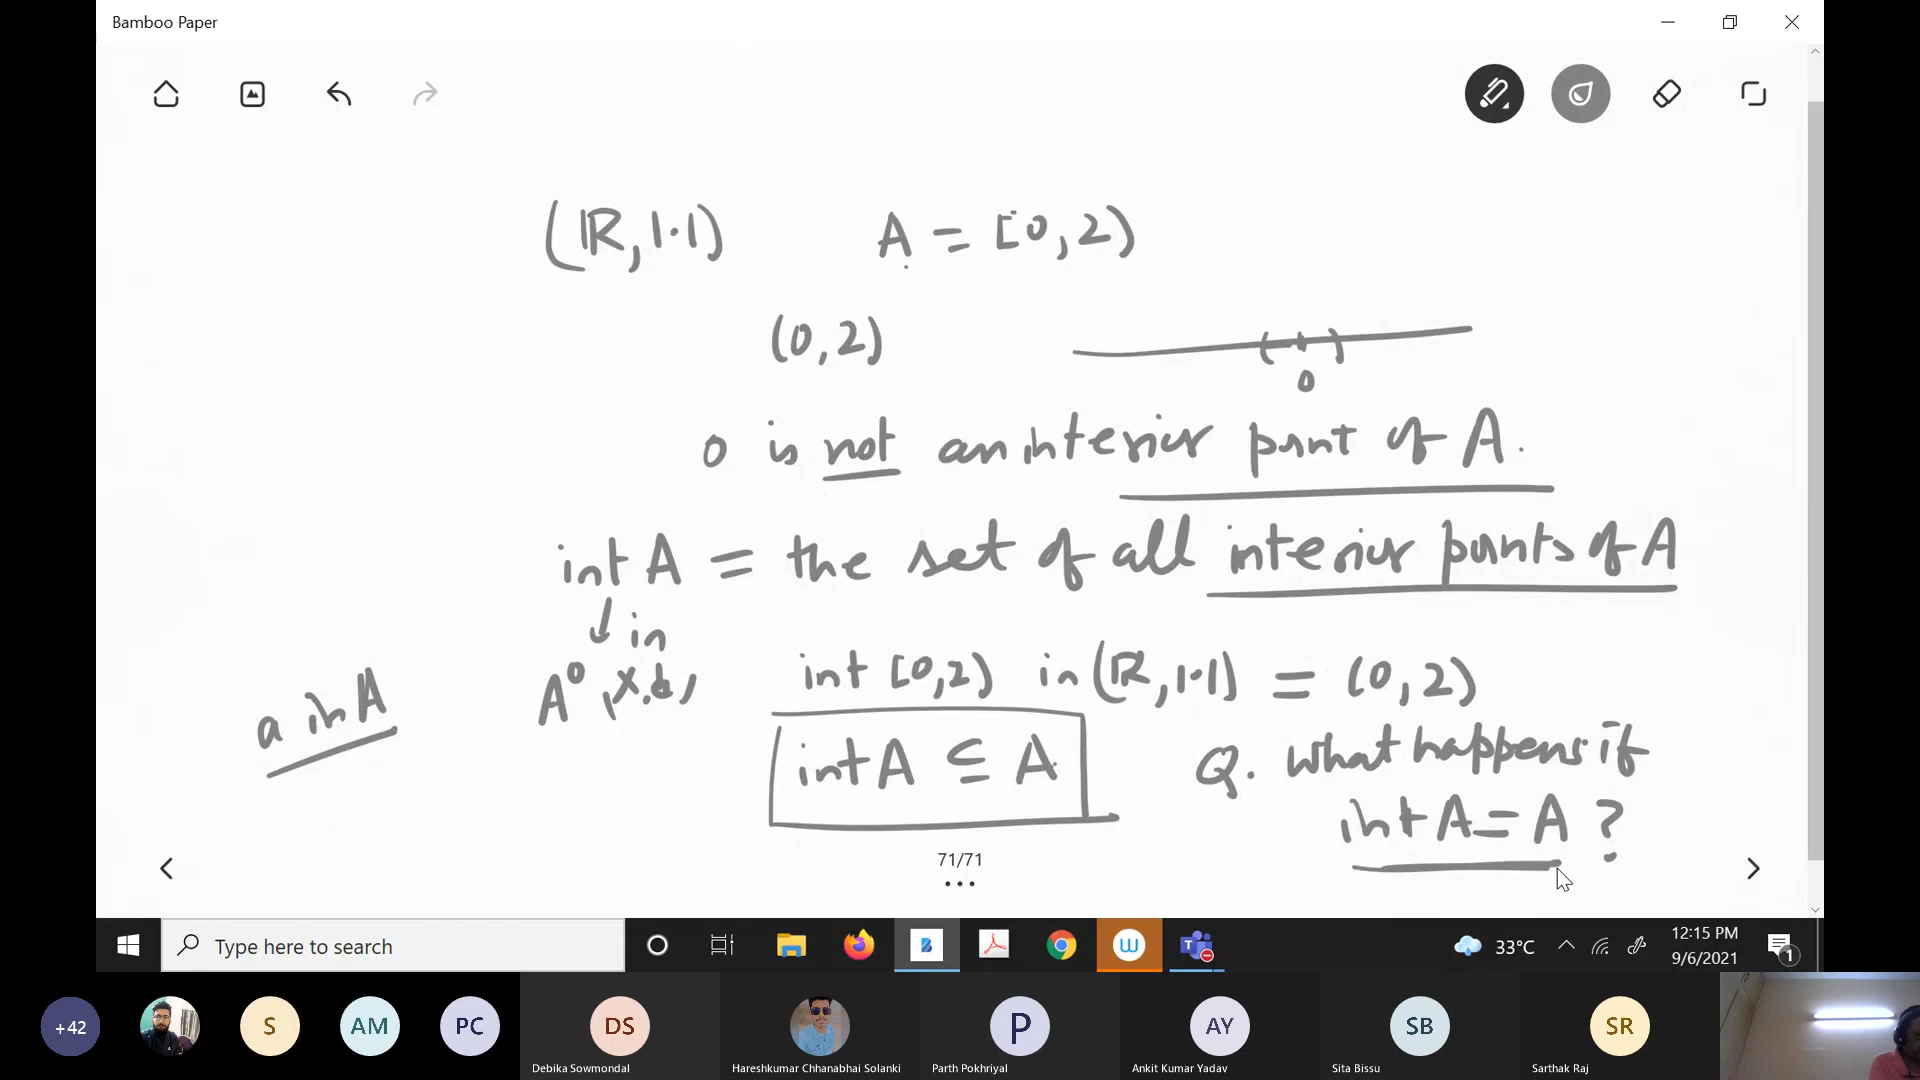 Bamboo Paper
(ℝ, |·|) A = [0, 2)
(0, 2)
0
0 is not an interior point of A.
int A = the set of all interior points of A
in
A⁰ (X, d)
int [0,2) in (ℝ, |·|) = (0, 2)
a in A
int A ⊆ A
Q. What happens if
int A = A ?
71/71
Type here to search
33°C
12:15 PM
9/6/2021
1
+42
S
AM
PC
DS
P
AY
SB
SR
Debika Sowmondal
Hareshkumar Chhanabhai Solanki
Parth Pokhriyal
Ankit Kumar Yadav
Sita Bissu
Sarthak Raj